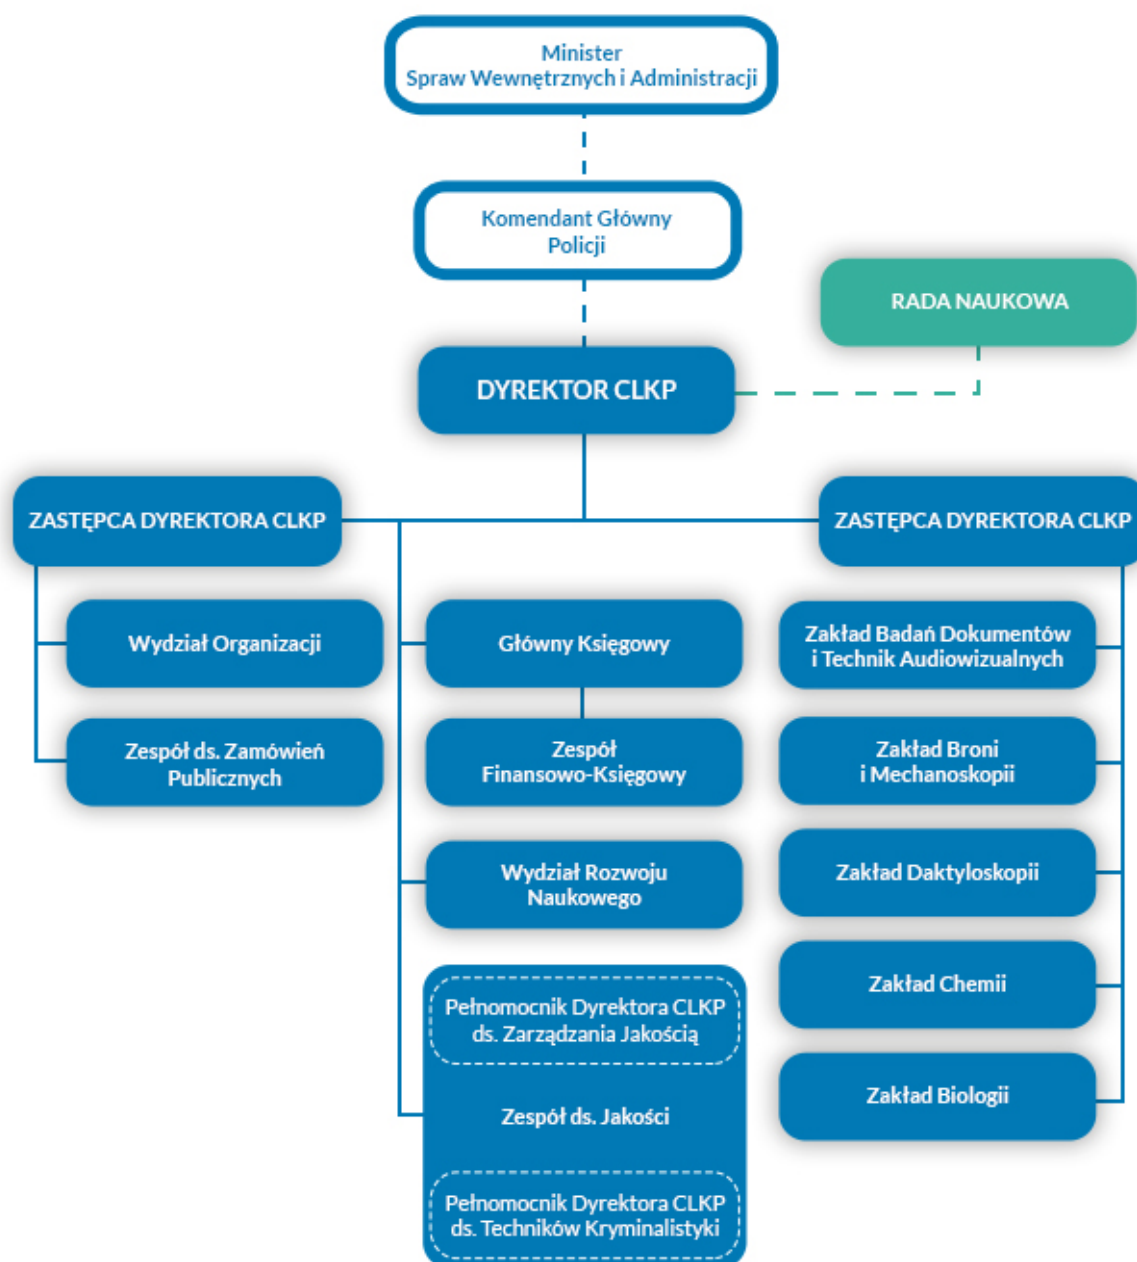 Minister
Spraw Wewnętrznych i Administracji
Komendant Główny
Policji
RADA NAUKOWA
DYREKTOR CLKP
ZASTĘPCA DYREKTORA CLKP
ZASTĘPCA DYREKTORA CLKP
Wydział Organizacji
Zespół ds. Zamówień
Publicznych
Główny Księgowy
Zespół
Finansowo-Księgowy
Wydział Rozwoju
Naukowego
Pełnomocnik Dyrektora CLKP
ds. Zarządzania Jakością
Zespół ds. Jakości
Pełnomocnik Dyrektora CLKP
ds. Techników Kryminalistyki
Zakład Badań Dokumentów
i Technik Audiowizualnych
Zakład Broni
i Mechanoskopii
Zakład Daktyloskopii
Zakład Chemii
Zakład Biologii